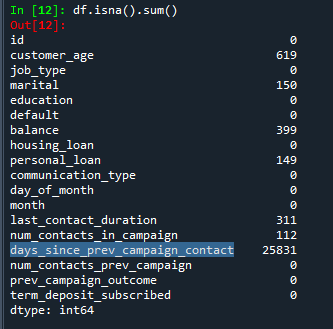 In [12]: df.isna().sum()
Out[12]:
id 0
customer_age 619
job_type 0
marital 150
education 0
default 0
balance 399
housing_loan 0
personal_loan 149
communication_type 0
day_of_month 0
month 0
last_contact_duration 311
num_contacts_in_campaign 112
days_since_prev_campaign_contact 25831
num_contacts_prev_campaign 0
prev_campaign_outcome 0
term_deposit_subscribed 0
dtype: int64